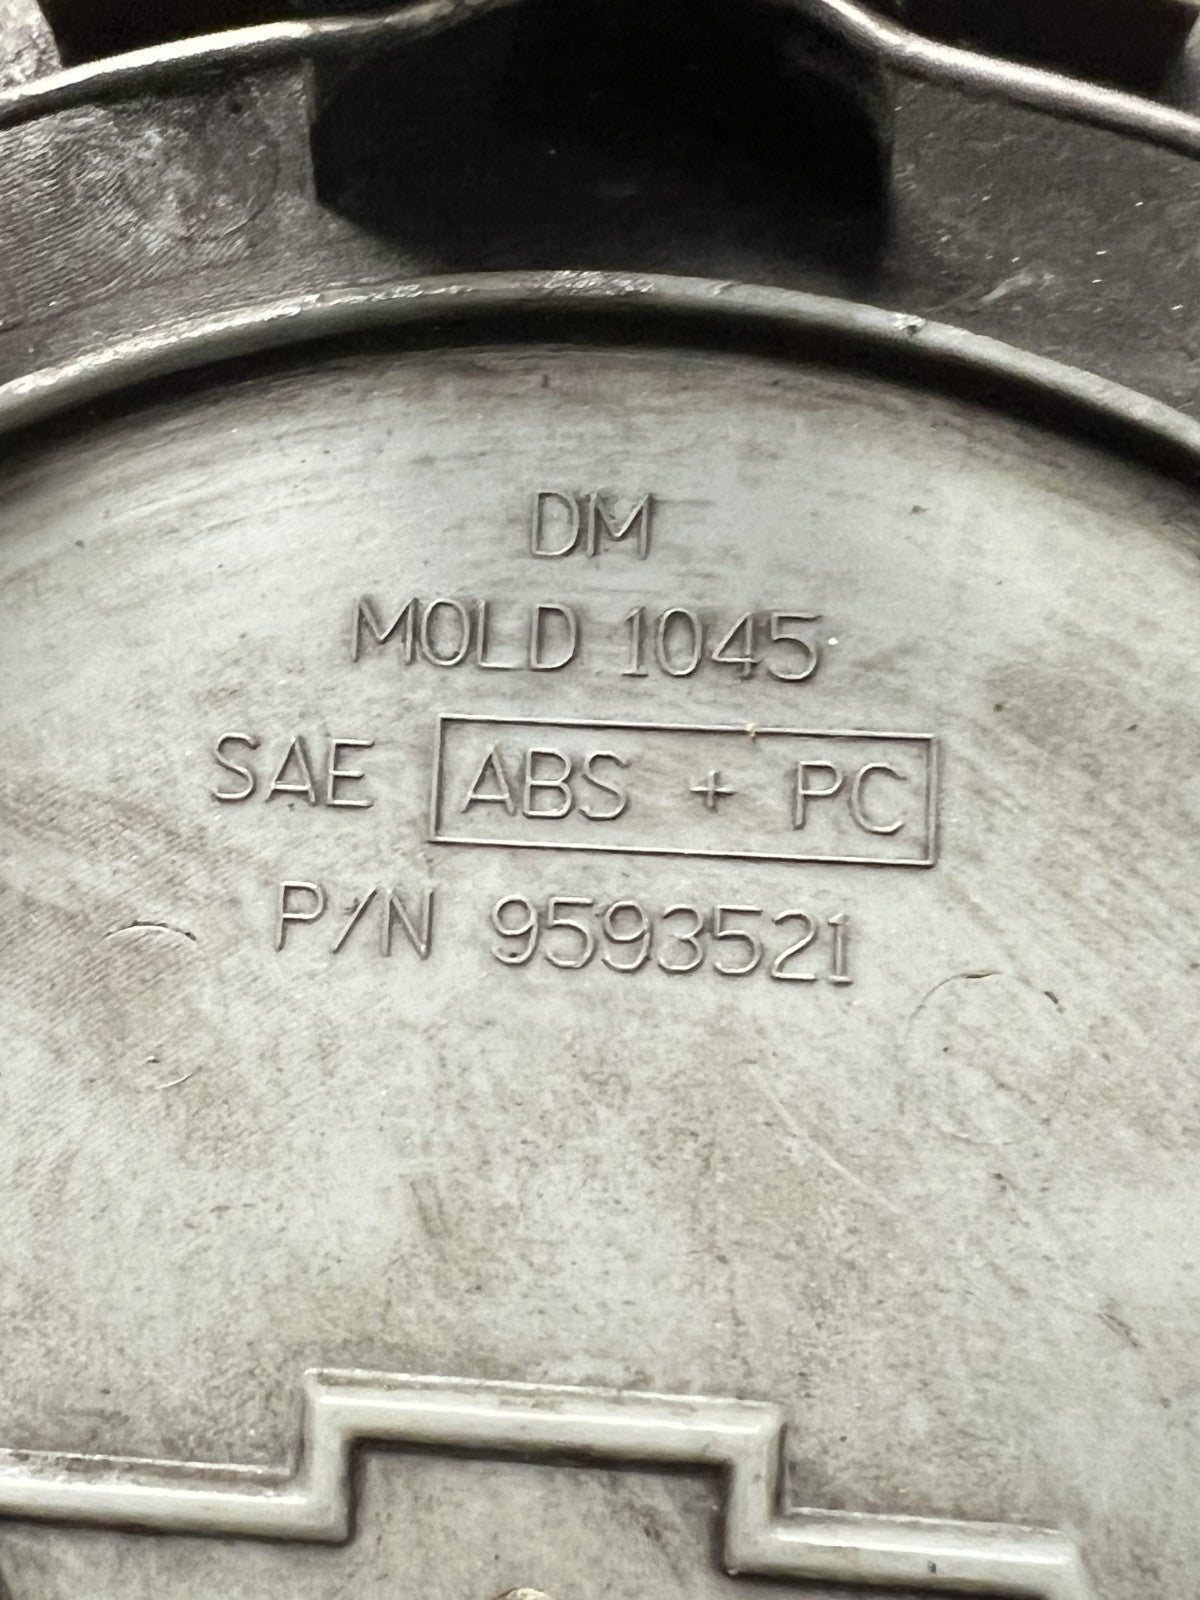 DM
MOLD 1045
SAE ABS + PC
P/N 9593521